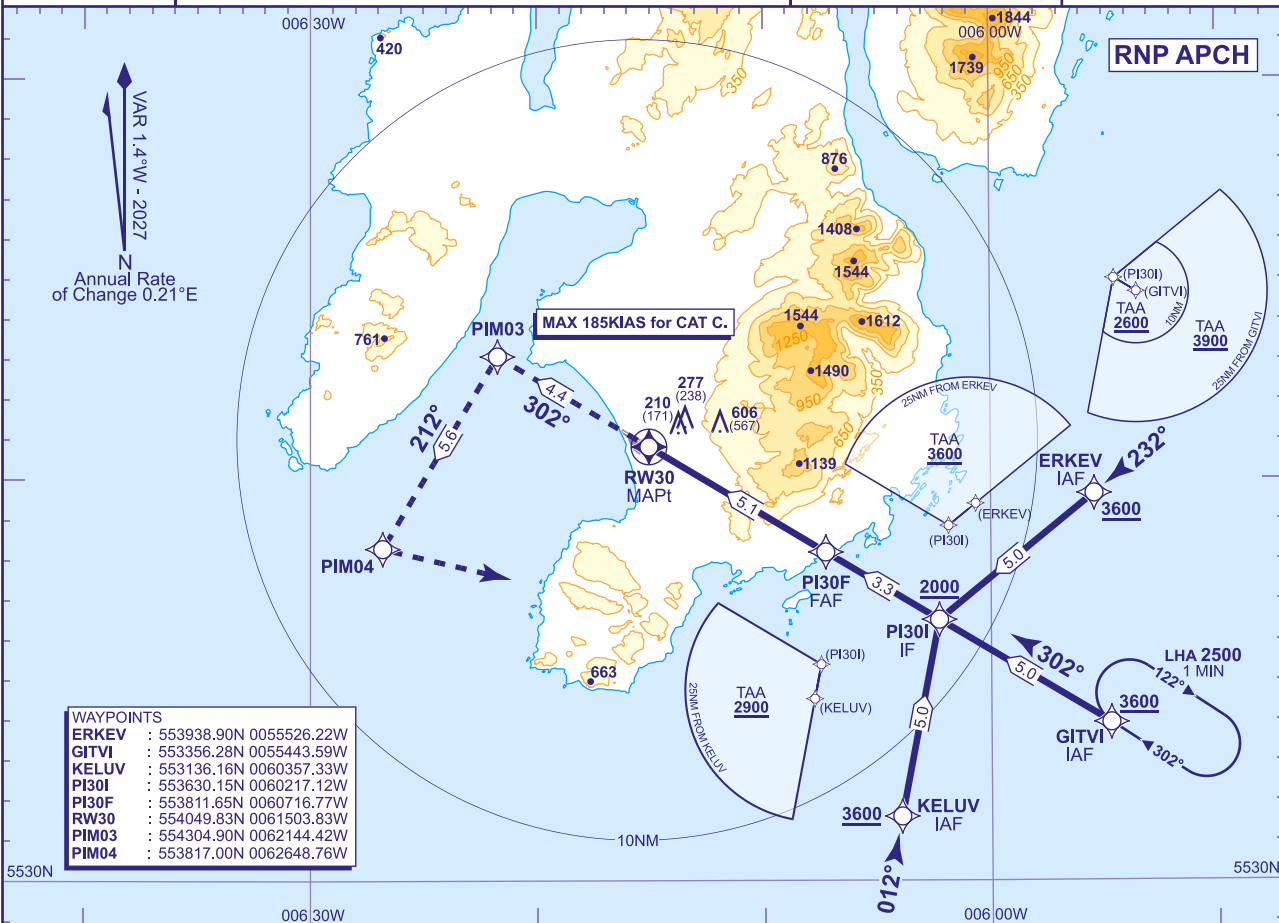 006 30W
006 00W
RNP APCH
VAR 1.4°W - 2027
N
Annual Rate
of Change 0.21°E
420
1844
1739
950
650
350
350
876
1408
1544
1544
1612
1250
1490
950
350
650
1139
761
PIM03
MAX 185KIAS for CAT C.
277
(238)
210
(171)
606
(567)
4.4
302°
212°
5.6
RW30
MAPt
PIM04
5.1
PI30F
FAF
3.3
2000
PI30I
IF
(PI30I)
(GITVI)
TAA
2600
10NM
TAA
3900
25NM FROM GITVI
25NM FROM ERKEV
TAA
3600
(ERKEV)
(PI30I)
ERKEV
IAF
232°
3600
5.0
302°
5.0
LHA 2500
1 MIN
122°
302°
3600
GITVI
IAF
5.0
3600
KELUV
IAF
012°
(PI30I)
(KELUV)
TAA
2900
25NM FROM KELUV
663
10NM
WAYPOINTS
ERKEV : 553938.90N 0055526.22W
GITVI : 553356.28N 0055443.59W
KELUV : 553136.16N 0060357.33W
PI30I : 553630.15N 0060217.12W
PI30F : 553811.65N 0060716.77W
RW30 : 554049.83N 0061503.83W
PIM03 : 554304.90N 0062144.42W
PIM04 : 553817.00N 0062648.76W
5530N
5530N
006 30W
006 00W